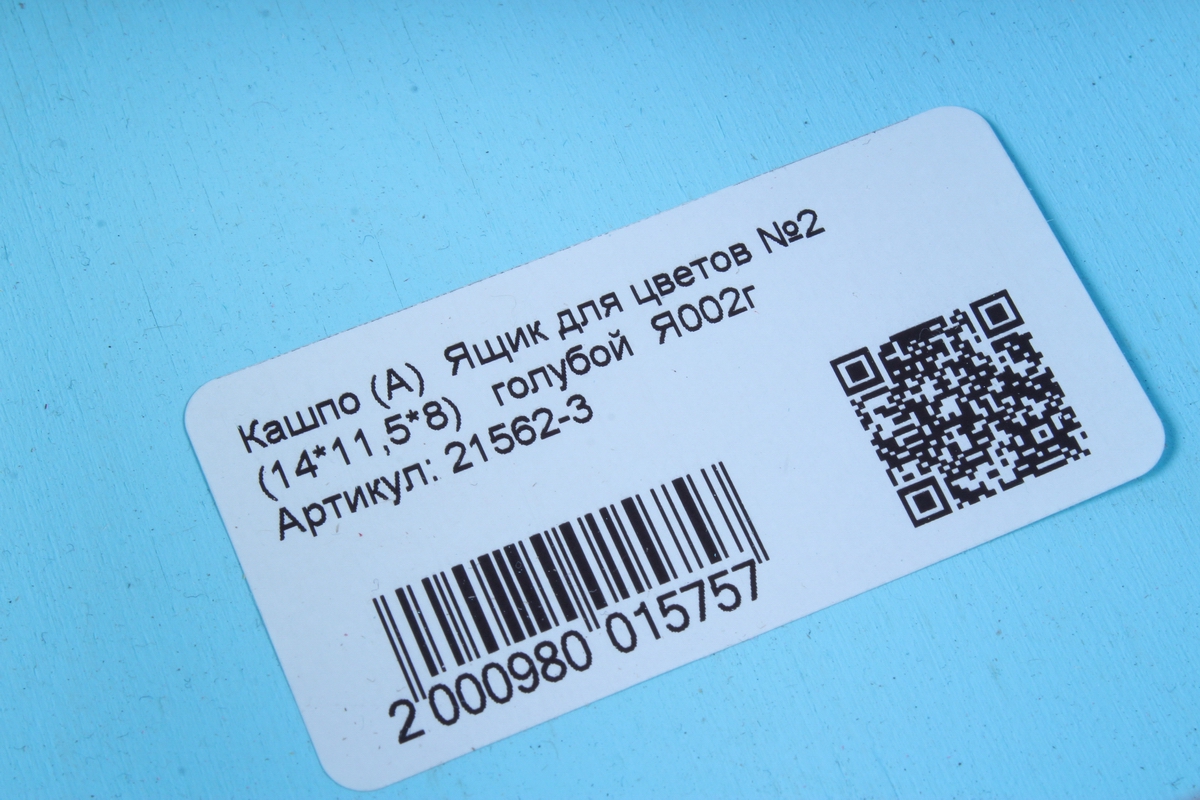 Кашпо (А) Ящик для цветов №2
(14*11,5*8) голубой Я002г
Артикул: 21562-3
2 000980 015757